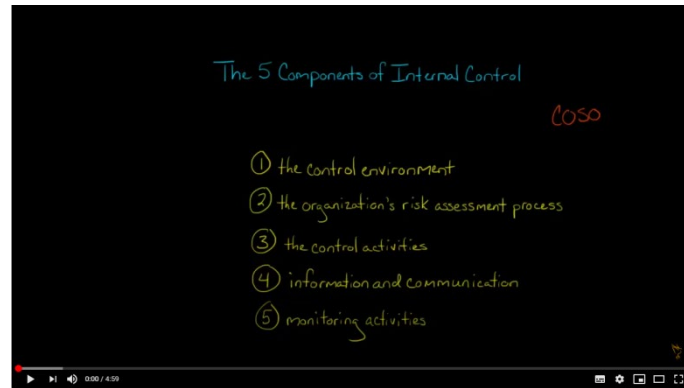 The 5 Components of Internal Control
COSO
1 the control environment
2 the organization's risk assessment process
3 the control activities
4 information and communication
5 monitoring activities
0:00 / 4:59